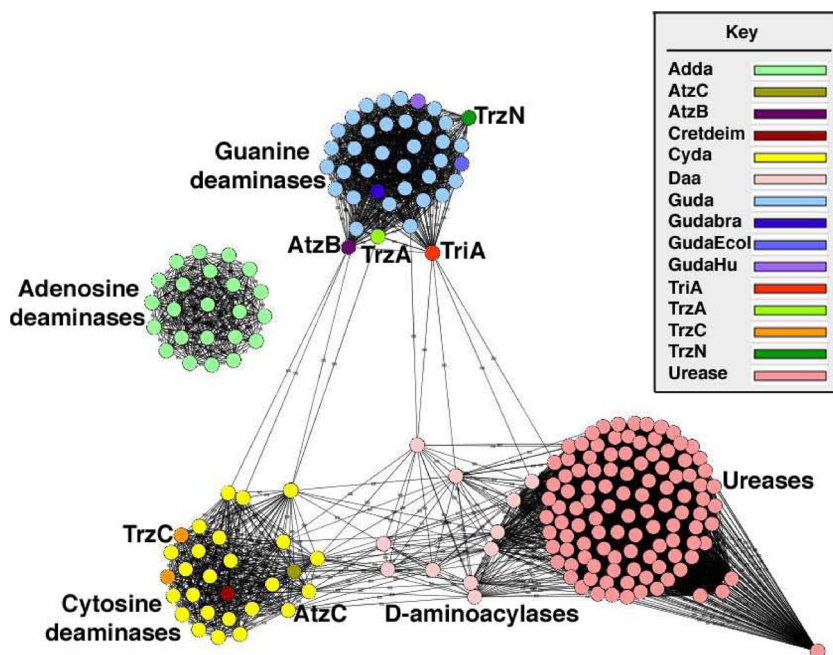 Key
Adda
AtzC
AtzB
Cretdeim
Cyda
Daa
Guda
Gudabra
GudaEcol
GudaHu
TriA
TrzA
TrzC
TrzN
Urease
TrzN
Guanine
deaminases
AtzB
TrzA
TriA
Adenosine
deaminases
Ureases
TrzC
Cytosine
deaminases
AtzC
D-aminoacylases